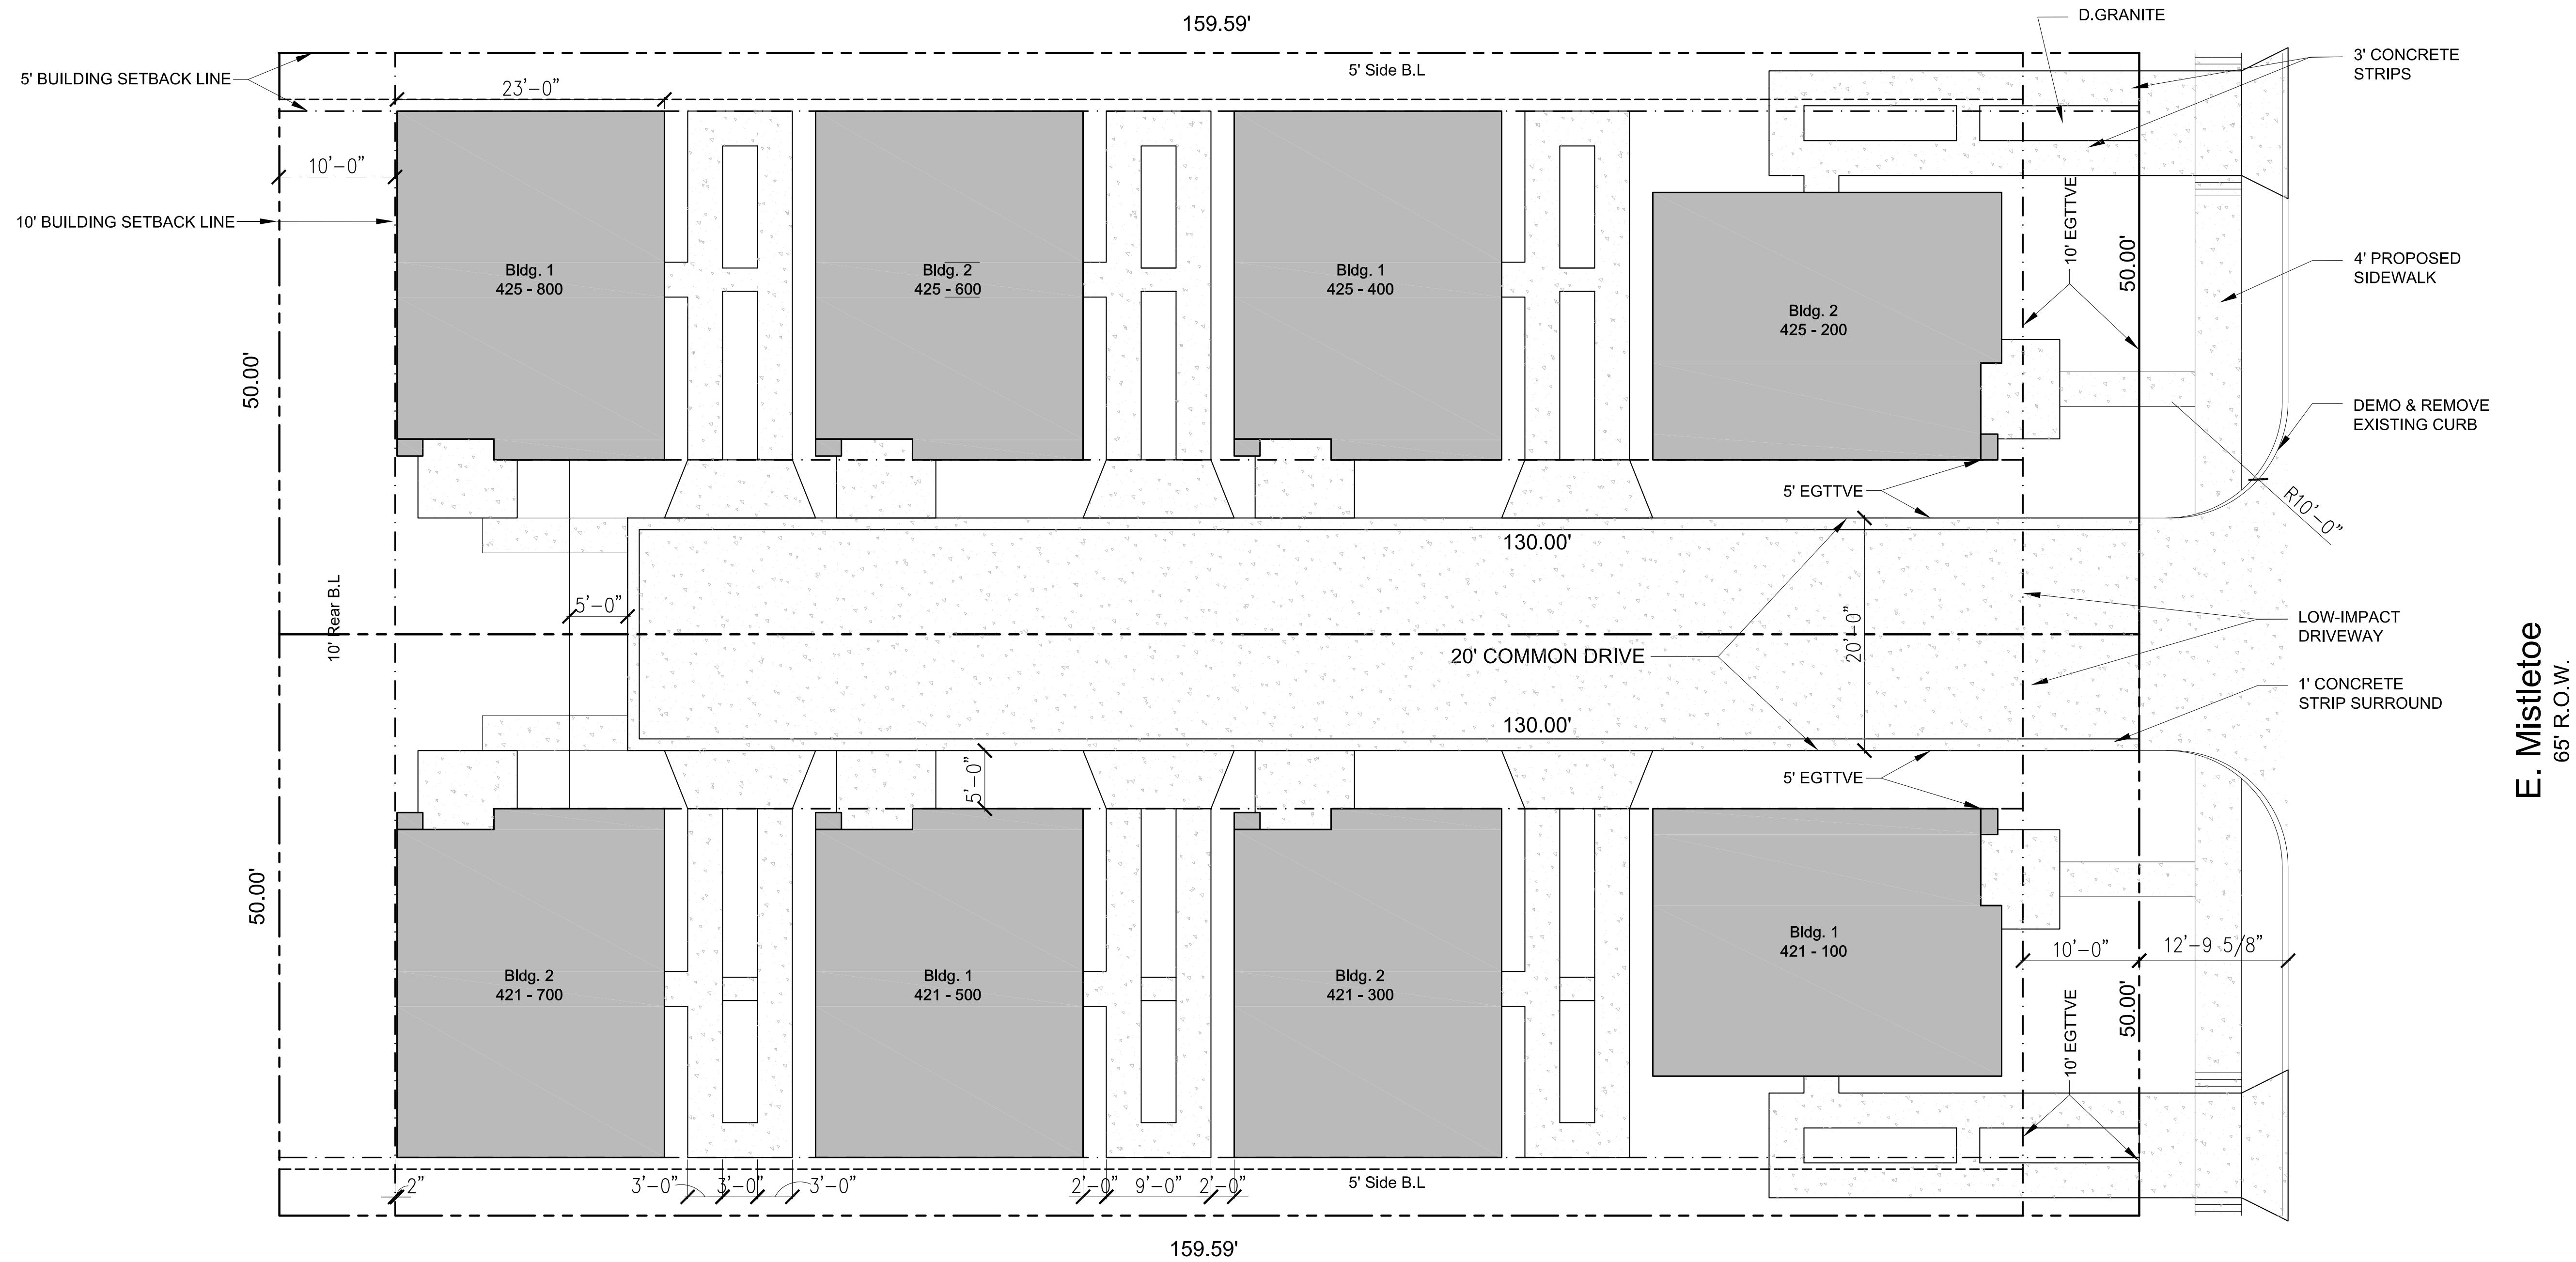 159.59'
D.GRANITE
3' CONCRETE
STRIPS
5' BUILDING SETBACK LINE
5' Side B.L
23'-0"
10'-0"
10' BUILDING SETBACK LINE
10' EGTTVE
50.00'
4' PROPOSED
SIDEWALK
Bldg. 1
425 - 800
Bldg. 2
425 - 600
Bldg. 1
425 - 400
Bldg. 2
425 - 200
50.00'
DEMO & REMOVE
EXISTING CURB
5' EGTTVE
R10'-0"
130.00'
5'-0"
10' Rear B.L
20' COMMON DRIVE
20'-0"
LOW-IMPACT
DRIVEWAY
E. Mistletoe
65' R.O.W.
1' CONCRETE
STRIP SURROUND
130.00'
5'-0"
5' EGTTVE
50.00'
Bldg. 2
421 - 700
Bldg. 1
421 - 500
Bldg. 2
421 - 300
Bldg. 1
421 - 100
10'-0"
12'-9 5/8"
50.00'
10' EGTTVE
2"
3'-0"
3'-0"
3'-0"
2'-0"
9'-0"
2'-0"
5' Side B.L
159.59'